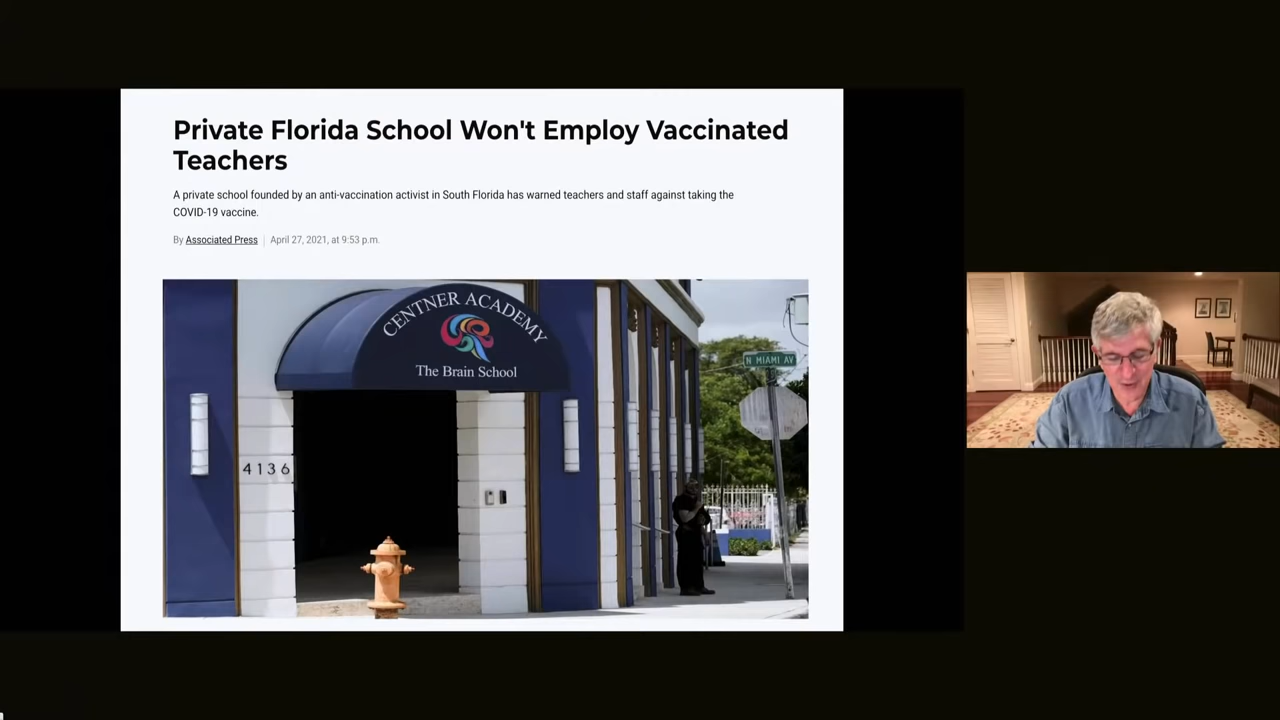 Private Florida School Won't Employ Vaccinated
Teachers
A private school founded by an anti-vaccination activist in South Florida has warned teachers and staff against taking the
COVID-19 vaccine.
By Associated Press | April 27, 2021, at 9:53 p.m.
CENTNER ACADEMY
The Brain School
N MIAMI AV
4136